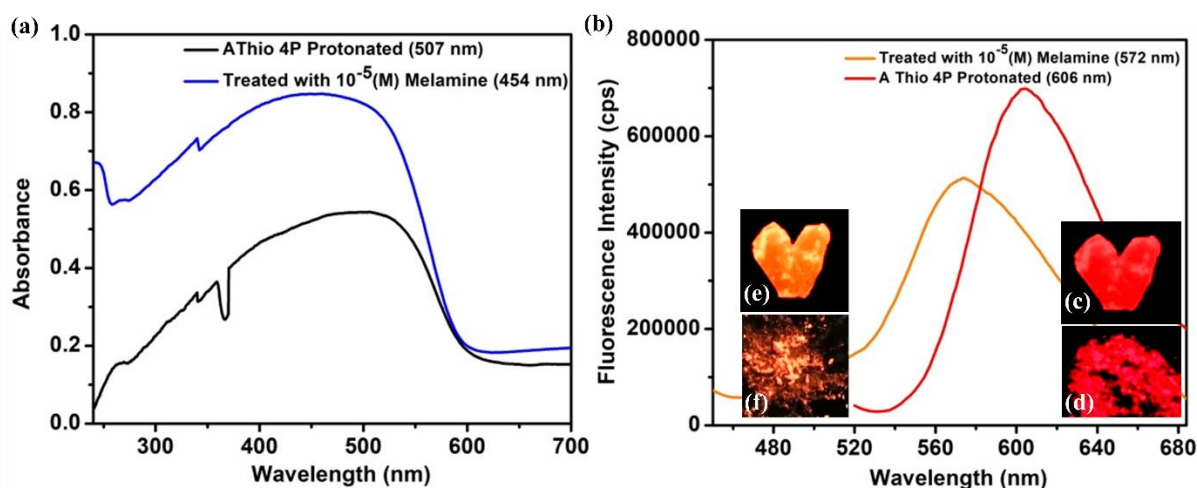 (a)
1.0
0.8
0.6
0.4
0.2
0.0
Absorbance
AThio 4P Protonated (507 nm)
Treated with 10⁻⁵(M) Melamine (454 nm)
300 400 500 600 700
Wavelength (nm)
(b)
800000
600000
400000
200000
0
Fluorescence Intensity (cps)
Treated with 10⁻⁵(M) Melamine (572 nm)
A Thio 4P Protonated (606 nm)
(e)
(c)
(f)
(d)
480 520 560 600 640 680
Wavelength (nm)